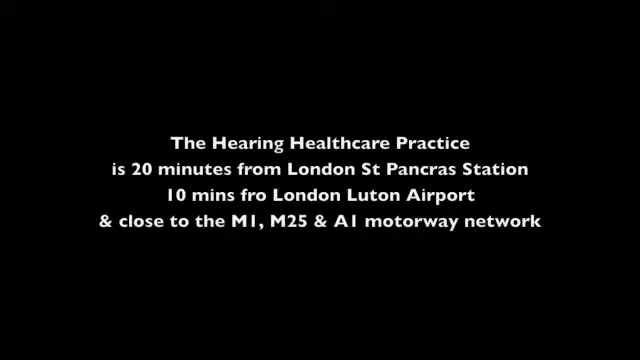 The Hearing Healthcare Practice
is 20 minutes from London St Pancras Station
10 mins fro London Luton Airport
& close to the M1, M25 & A1 motorway network